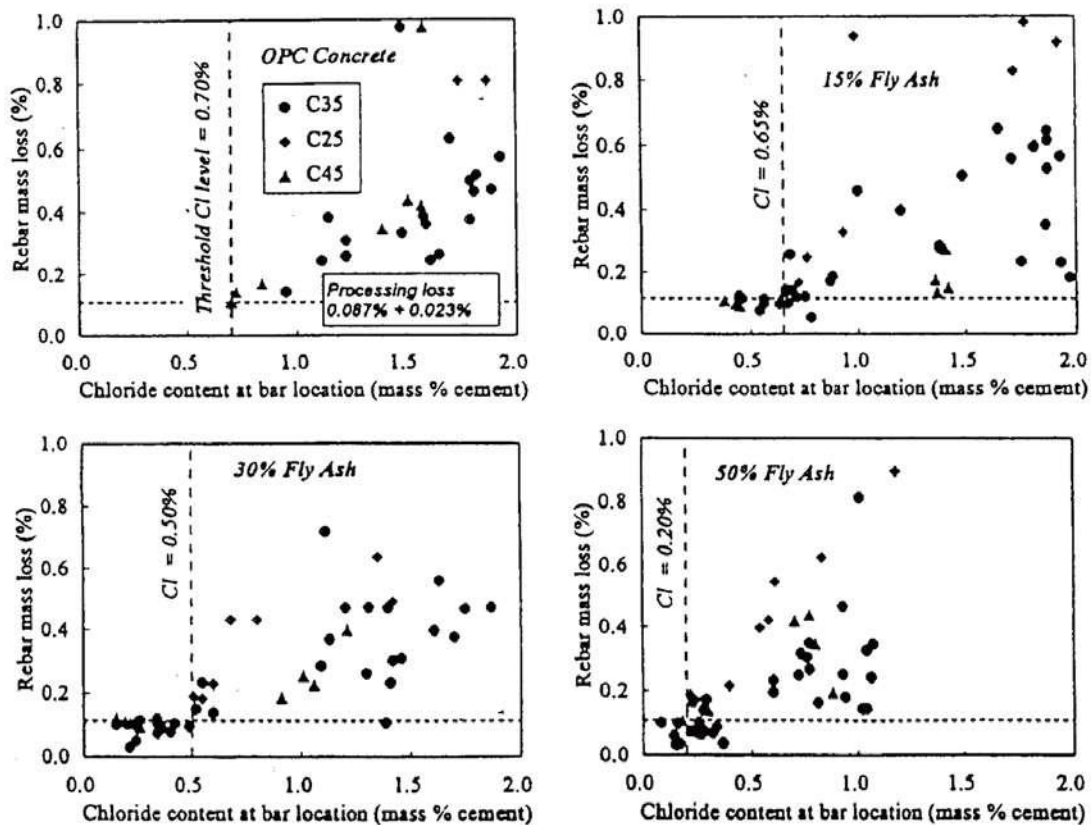 1.0
0.8
0.6
0.4
0.2
0.0
Rebar mass loss (%)
OPC Concrete
C35
C25
C45
Threshold Cl level = 0.70%
Processing loss
0.087% + 0.023%
0.0 0.5 1.0 1.5 2.0
Chloride content at bar location (mass % cement)
1.0
0.8
0.6
0.4
0.2
0.0
Rebar mass loss (%)
15% Fly Ash
Cl = 0.65%
0.0 0.5 1.0 1.5 2.0
Chloride content at bar location (mass % cement)
1.0
0.8
0.6
0.4
0.2
0.0
Rebar mass loss (%)
30% Fly Ash
Cl = 0.50%
0.0 0.5 1.0 1.5 2.0
Chloride content at bar location (mass % cement)
1.0
0.8
0.6
0.4
0.2
0.0
Rebar mass loss (%)
50% Fly Ash
Cl = 0.20%
0.0 0.5 1.0 1.5 2.0
Chloride content at bar location (mass % cement)